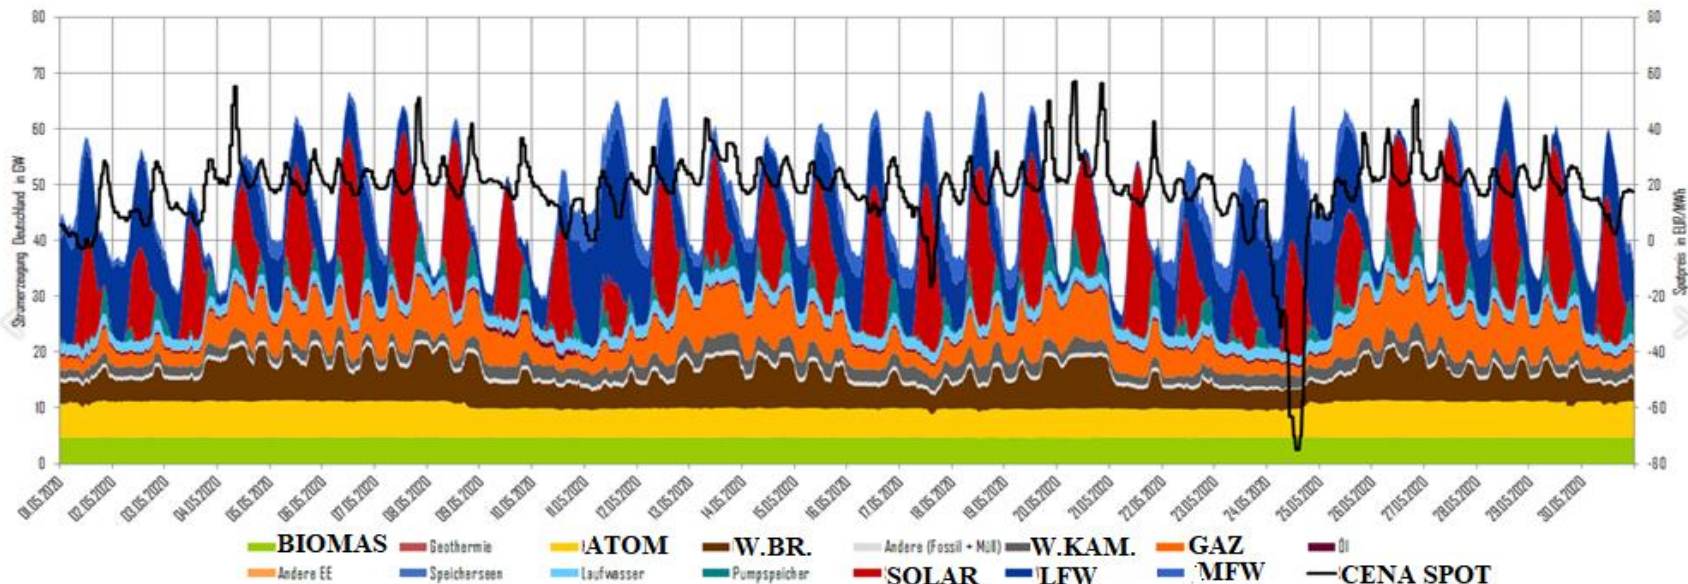 80 80
70 60
60 40
50 20
40 0
30 -20
20 -40
10 -60
0 -80
Stromerzeugung Deutschland in GW
Spotpreis in EUR/MWh
01.05.2020 02.05.2020 03.05.2020 04.05.2020 05.05.2020 06.05.2020 07.05.2020 08.05.2020 09.05.2020 10.05.2020 11.05.2020 12.05.2020 13.05.2020 14.05.2020 15.05.2020 16.05.2020 17.05.2020 18.05.2020 19.05.2020 20.05.2020 21.05.2020 22.05.2020 23.05.2020 24.05.2020 25.05.2020 26.05.2020 27.05.2020 28.05.2020 29.05.2020 30.05.2020
BIOMAS Geothermie ATOM W.BR. Andere (Fossil + Müll) W.KAM. GAZ Öl
Andere EE Speicherseen Laufwasser Pumpspeicher SOLAR LFW MFW CENA SPOT